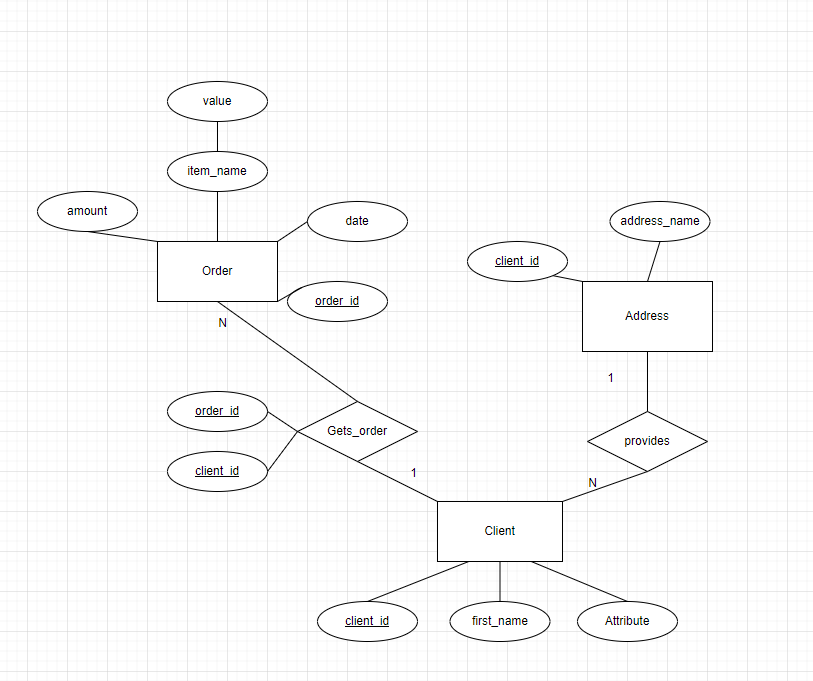 value
item_name
amount
date
address_name
client_id
Order
order_id
Address
N
1
order_id
Gets_order
provides
client_id
1
N
Client
client_id
first_name
Attribute